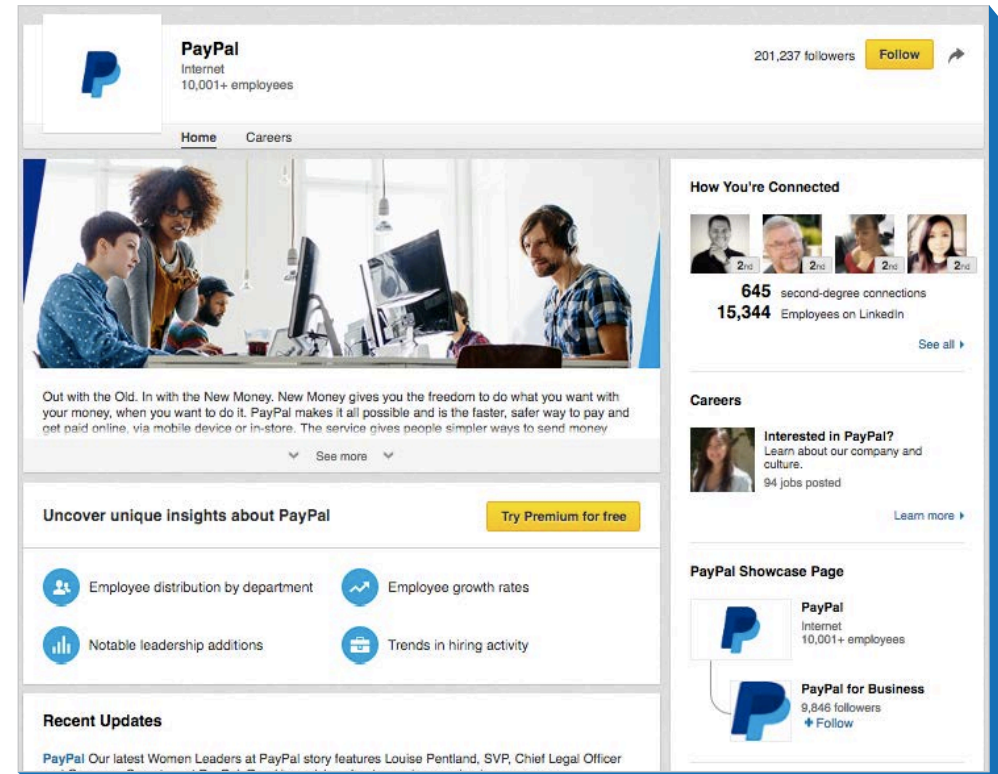 PayPal
Internet
10,001+ employees
201,237 followers
Follow
Home
Careers
Out with the Old. In with the New Money. New Money gives you the freedom to do what you want with
your money, when you want to do it. PayPal makes it all possible and is the faster, safer way to pay and
get paid online, via mobile device or in-store. The service gives people simpler ways to send money
See more
Uncover unique insights about PayPal
Try Premium for free
Employee distribution by department
Employee growth rates
Notable leadership additions
Trends in hiring activity
Recent Updates
PayPal Our latest Women Leaders at PayPal story features Louise Pentland, SVP, Chief Legal Officer
How You're Connected
2nd
2nd
2nd
2nd
645 second-degree connections
15,344 Employees on LinkedIn
See all
Careers
Interested in PayPal?
Learn about our company and
culture.
94 jobs posted
Learn more
PayPal Showcase Page
PayPal
Internet
10,001+ employees
PayPal for Business
9,846 followers
+ Follow